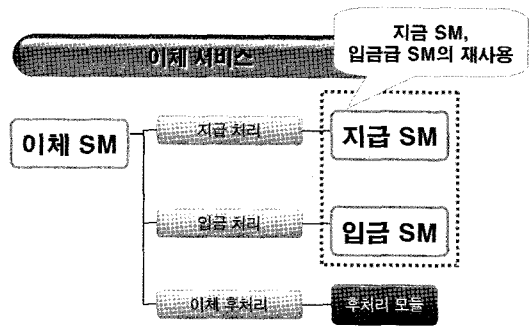 지급 SM,
입금급 SM의 재사용
이체 서비스
이체 SM
지급 처리
지급 SM
입금 처리
입금 SM
이체 후처리
후처리 모듈